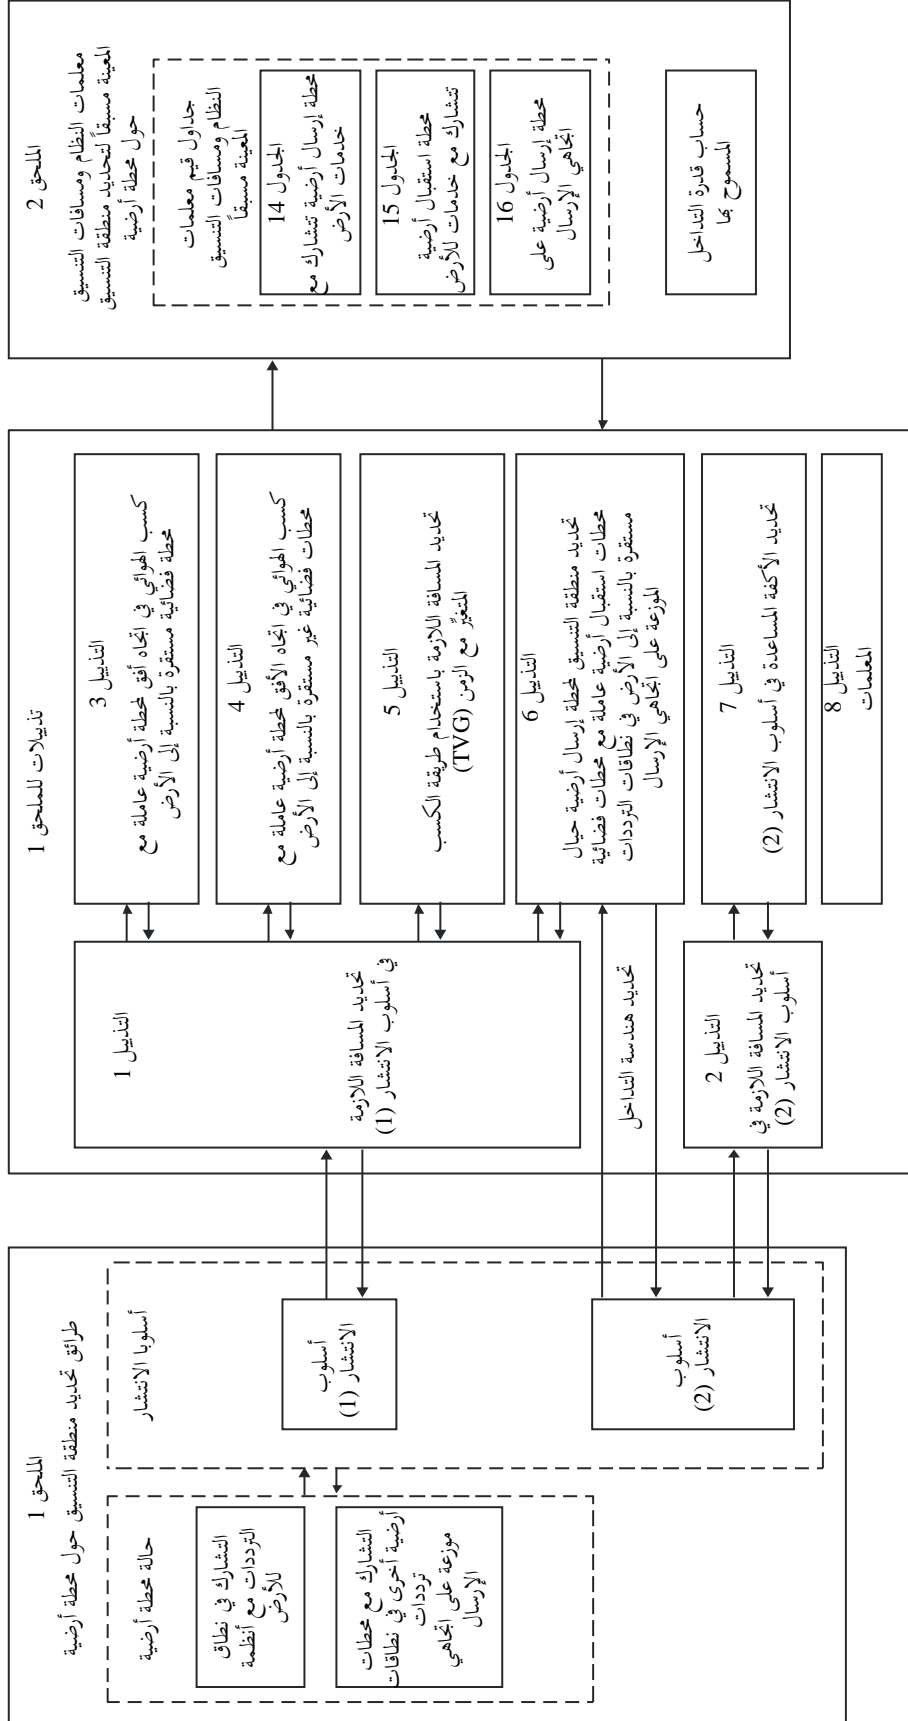 الملحق 1
طرائق تحديد منطقة التنسيق حول محطة أرضية
حالة محطة أرضية
التشارك في نطاق
الترددات مع أنظمة
للأرض
التشارك مع محطات
أرضية أخرى في نطاقات
ترددات
موزعة على اتجاهي
الإرسال
أسلوبا الانتشار
أسلوب
الانتشار (1)
أسلوب
الانتشار (2)
تذييلات للملحق 1
التذييل 1
تحديد المسافة اللازمة
في أسلوب الانتشار (1)
تحديد هندسة التداخل
التذييل 2
تحديد المسافة اللازمة في
أسلوب الانتشار (2)
التذييل 3
كسب الهوائي في اتجاه أفق لمحطة أرضية عاملة مع
محطة فضائية مستقرة بالنسبة إلى الأرض
التذييل 4
كسب الهوائي في اتجاه الأفق لمحطة أرضية عاملة مع
محطات فضائية غير مستقرة بالنسبة إلى الأرض
التذييل 5
تحديد المسافة اللازمة باستخدام طريقة الكسب
المتغيِّر مع الزمن (TVG)
التذييل 6
تحديد منطقة التنسيق لمحطة إرسال أرضية حيال
محطات استقبال أرضية عاملة مع محطات فضائية
مستقرة بالنسبة إلى الأرض في نطاقات الترددات
الموزعة على اتجاهي الإرسال
التذييل 7
تحديد الأكفة المساعدة في أسلوب الانتشار (2)
التذييل 8
المعلمات
الملحق 2
معلمات النظام ومسافات التنسيق
المعينة مسبقاً لتحديد منطقة التنسيق
حول محطة أرضية
جداول قيم معلمات
النظام ومسافات التنسيق
المعينة مسبقاً
الجدول 14
محطة إرسال أرضية تتشارك مع
خدمات الأرض
الجدول 15
محطة استقبال أرضية
تتشارك مع خدمات للأرض
الجدول 16
محطة إرسال أرضية على
اتجاهي الإرسال
حساب قدرة التداخل
المسموح بها